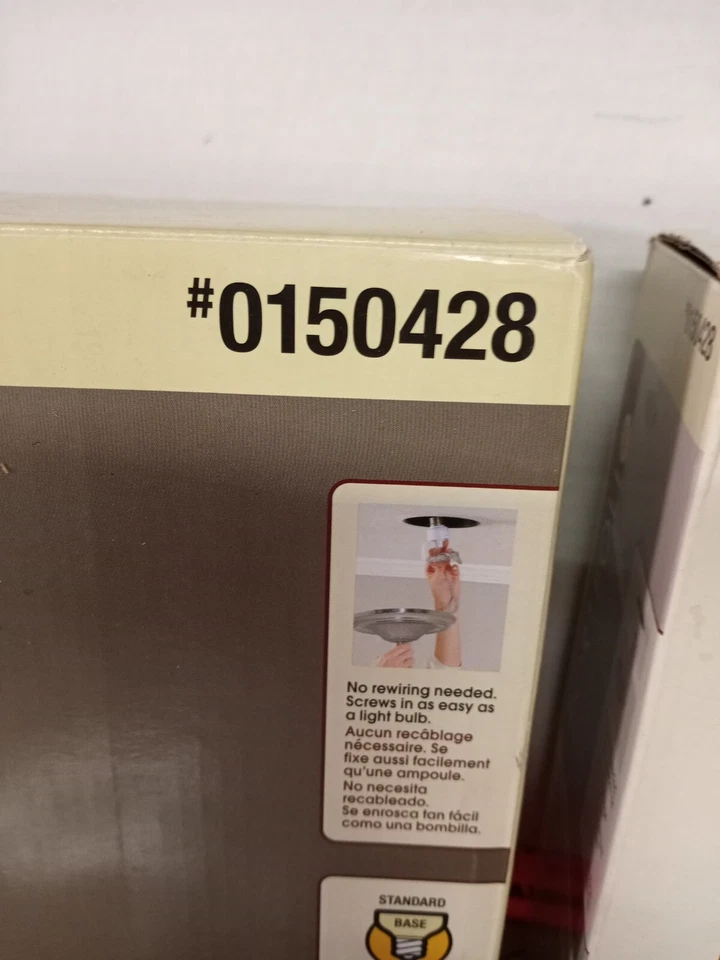 #0150428
No rewiring needed.
Screws in as easy as
a light bulb.
Aucun recâblage
nécessaire. Se
fixe aussi facilement
qu'une ampoule.
No necesita
recableado.
Se enrosca tan fácil
como una bombilla.
STANDARD
BASE